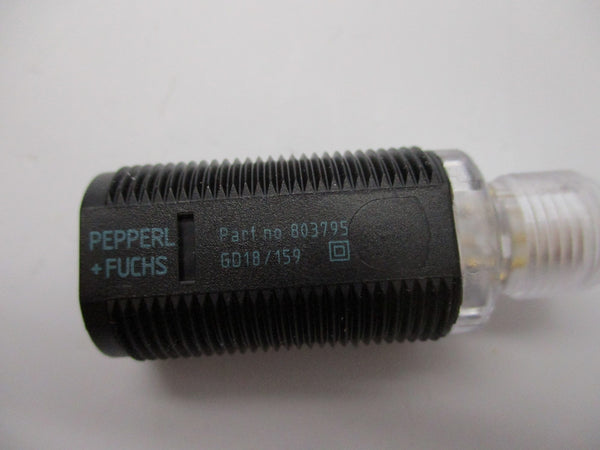 PEPPERL
+FUCHS
Part no 803795
GD18/159